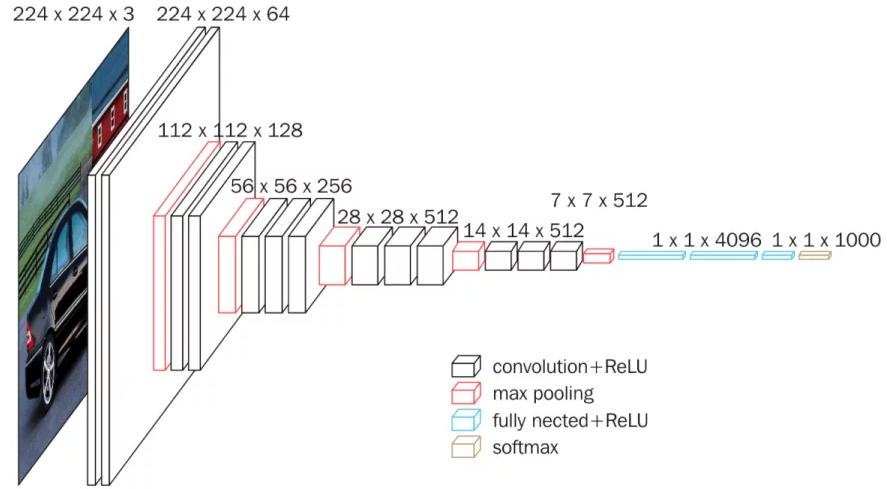 224 x 224 x 3
224 x 224 x 64
112 x 112 x 128
56 x 56 x 256
28 x 28 x 512
14 x 14 x 512
7 x 7 x 512
1 x 1 x 4096
1 x 1 x 1000
convolution+ReLU
max pooling
fully nected+ReLU
softmax